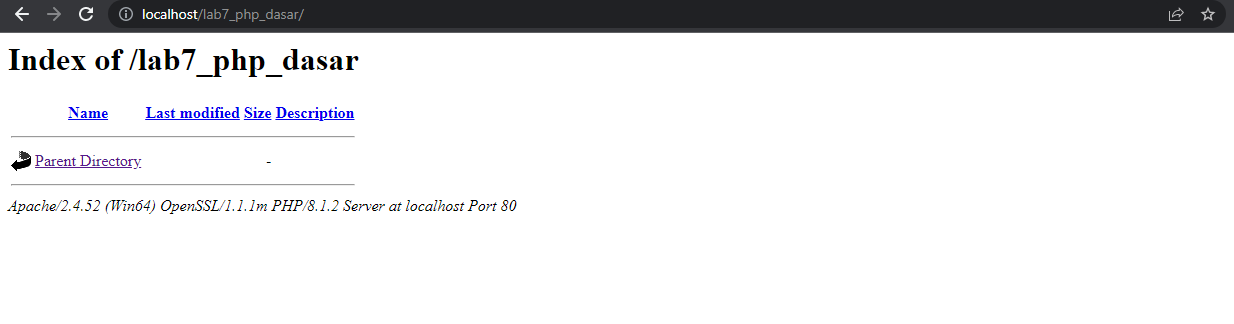 localhost/lab7_php_dasar/
Index of /lab7_php_dasar
Name Last modified Size Description
Parent Directory -
Apache/2.4.52 (Win64) OpenSSL/1.1.1m PHP/8.1.2 Server at localhost Port 80